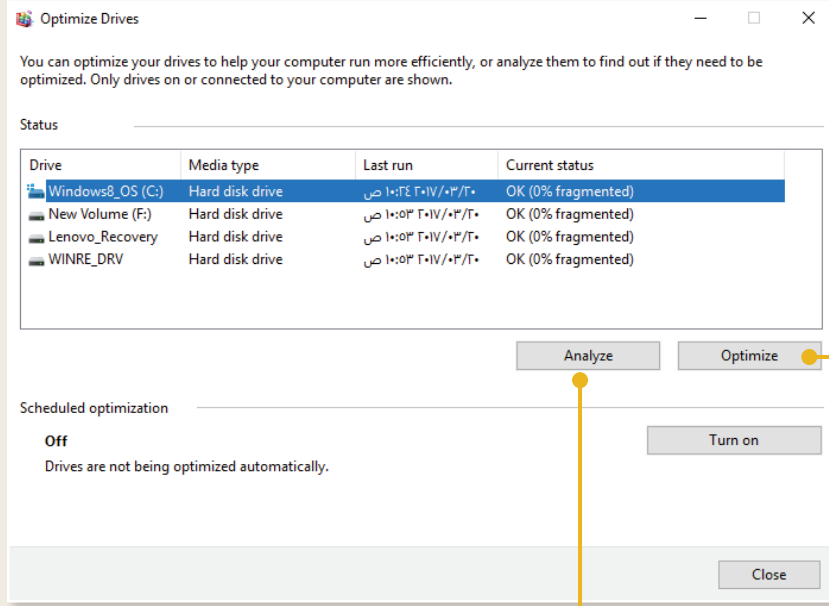 Optimize Drives
You can optimize your drives to help your computer run more efficiently, or analyze them to find out if they need to be
optimized. Only drives on or connected to your computer are shown.
Status
Drive Media type Last run Current status
Windows8_OS (C:) Hard disk drive ٢٠١٧/٠٣/٢٠ ١٠:٢٤ ص OK (0% fragmented)
New Volume (F:) Hard disk drive ٢٠١٧/٠٣/٢٠ ١٠:٥٣ ص OK (0% fragmented)
Lenovo_Recovery Hard disk drive ٢٠١٧/٠٣/٢٠ ١٠:٥٣ ص OK (0% fragmented)
WINRE_DRV Hard disk drive ٢٠١٧/٠٣/٢٠ ١٠:٥٣ ص OK (0% fragmented)
Analyze Optimize
Scheduled optimization
Off
Turn on
Drives are not being optimized automatically.
Close